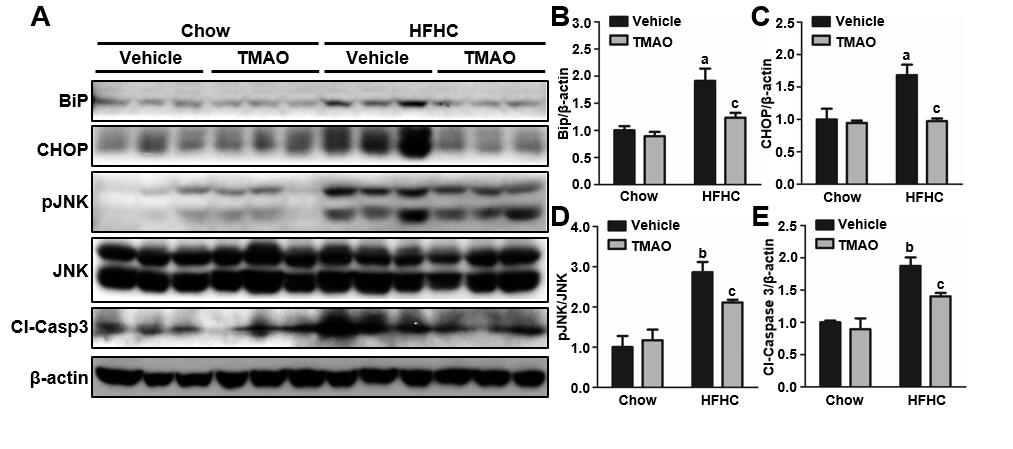 A
Chow HFHC
Vehicle TMAO Vehicle TMAO
BiP
CHOP
pJNK
JNK
Cl-Casp3
β-actin
B
Bip/β-actin
3.0
2.5
2.0
1.5
1.0
0.5
0.0
Vehicle
TMAO
a
c
Chow HFHC
C
CHOP/β-actin
2.5
2.0
1.5
1.0
0.5
0.0
Vehicle
TMAO
a
c
Chow HFHC
D
pJNK/JNK
4.0
3.0
2.0
1.0
0.0
Vehicle
TMAO
b
c
Chow HFHC
E
Cl-Caspase 3/β-actin
2.5
2.0
1.5
1.0
0.5
0.0
Vehicle
TMAO
b
c
Chow HFHC